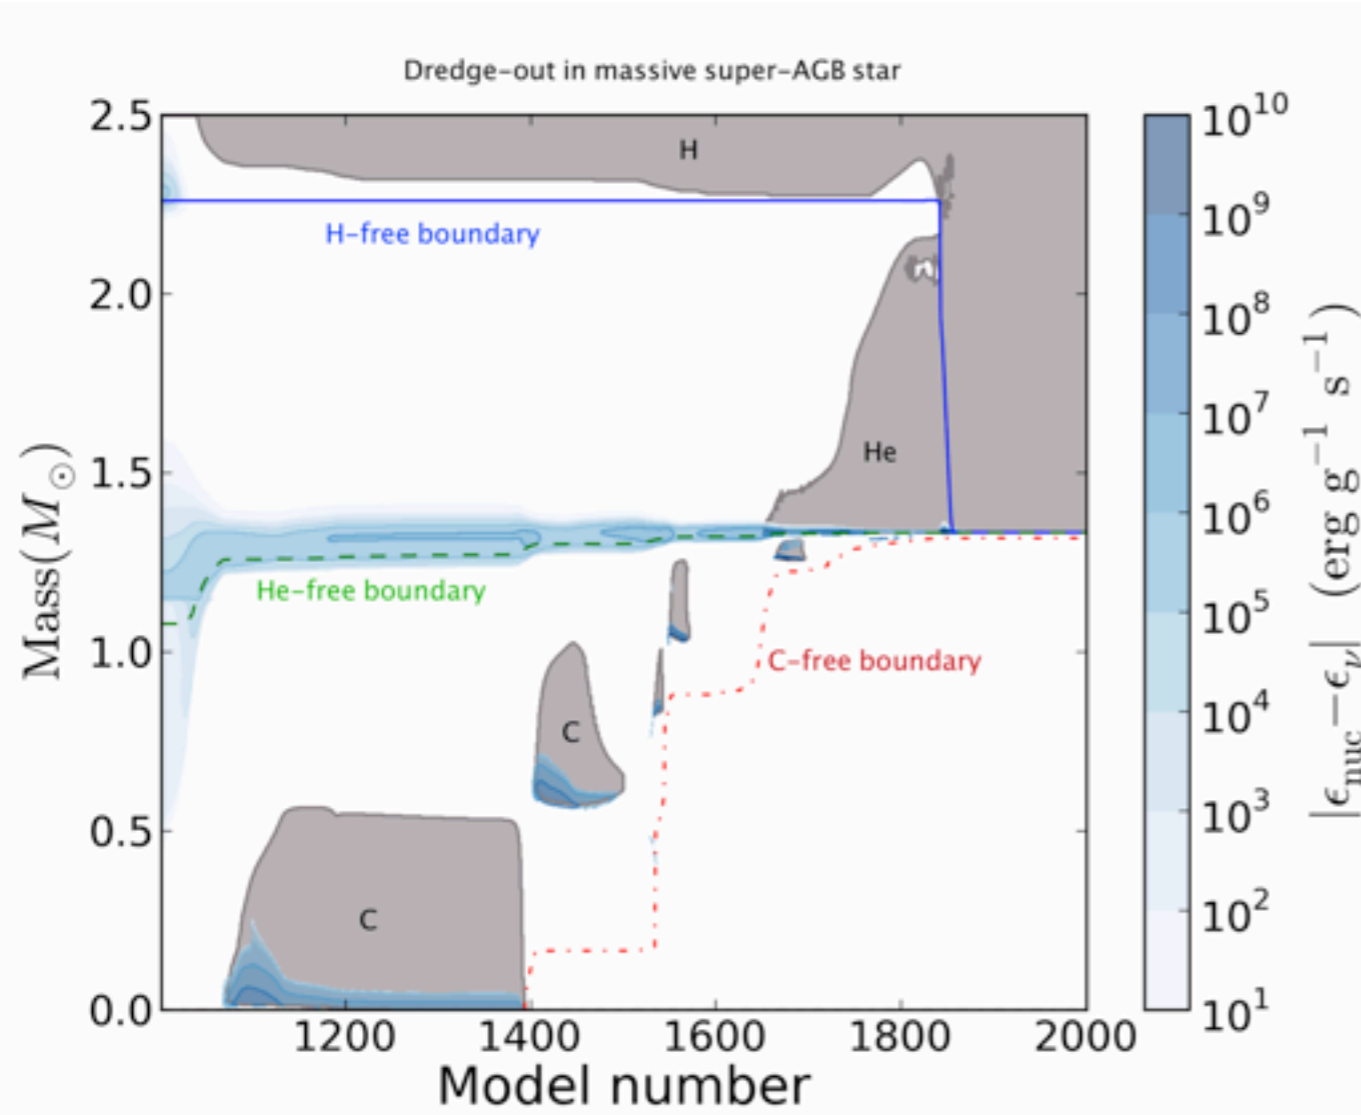 Dredge-out in massive super-AGB star
2.5
2.0
1.5
1.0
0.5
0.0
Mass(M☉)
H
H-free boundary
He
He-free boundary
C-free boundary
C
C
1200 1400 1600 1800 2000
Model number
10¹⁰
10⁹
10⁸
10⁷
10⁶
10⁵
10⁴
10³
10²
10¹
|ϵnuc−ϵν| (erg g⁻¹ s⁻¹)